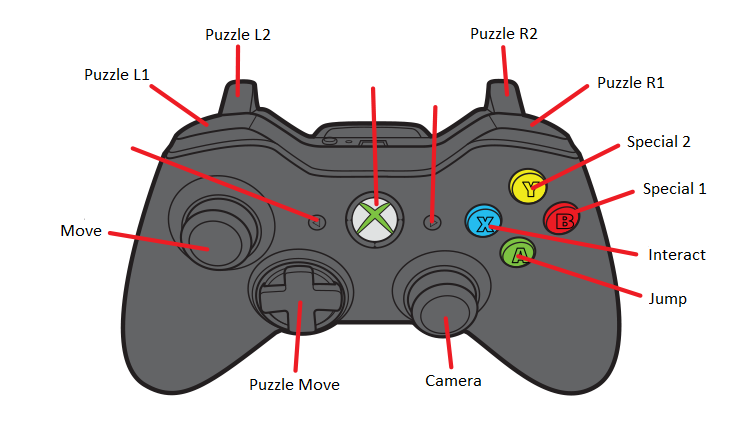 Puzzle L2
Puzzle R2
Puzzle L1
Puzzle R1
Special 2
Y
Special 1
B
X
Move
Interact
A
Jump
Puzzle Move
Camera